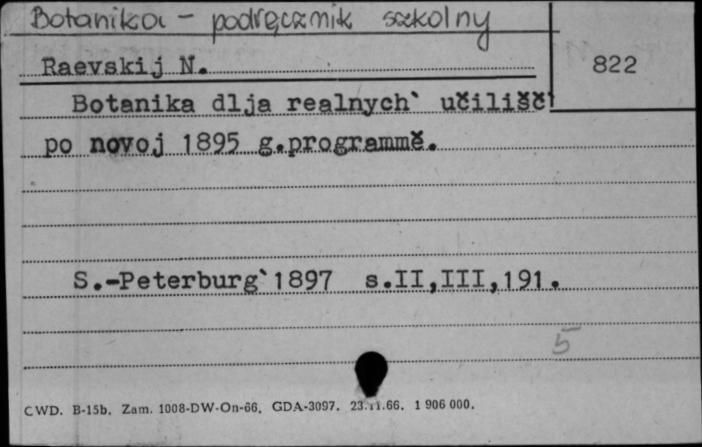 Botanika - podręcznik szkolny
Raevskij N.
822
Botanika dlja realnych` učilišč`
po novoj 1895 g.programmě.
S.-Peterburg`1897 s.II,III,191.
5
CWD. B-15b. Zam. 1008-DW-On-66. GDA-3097. 23.11.66. 1 906 000.